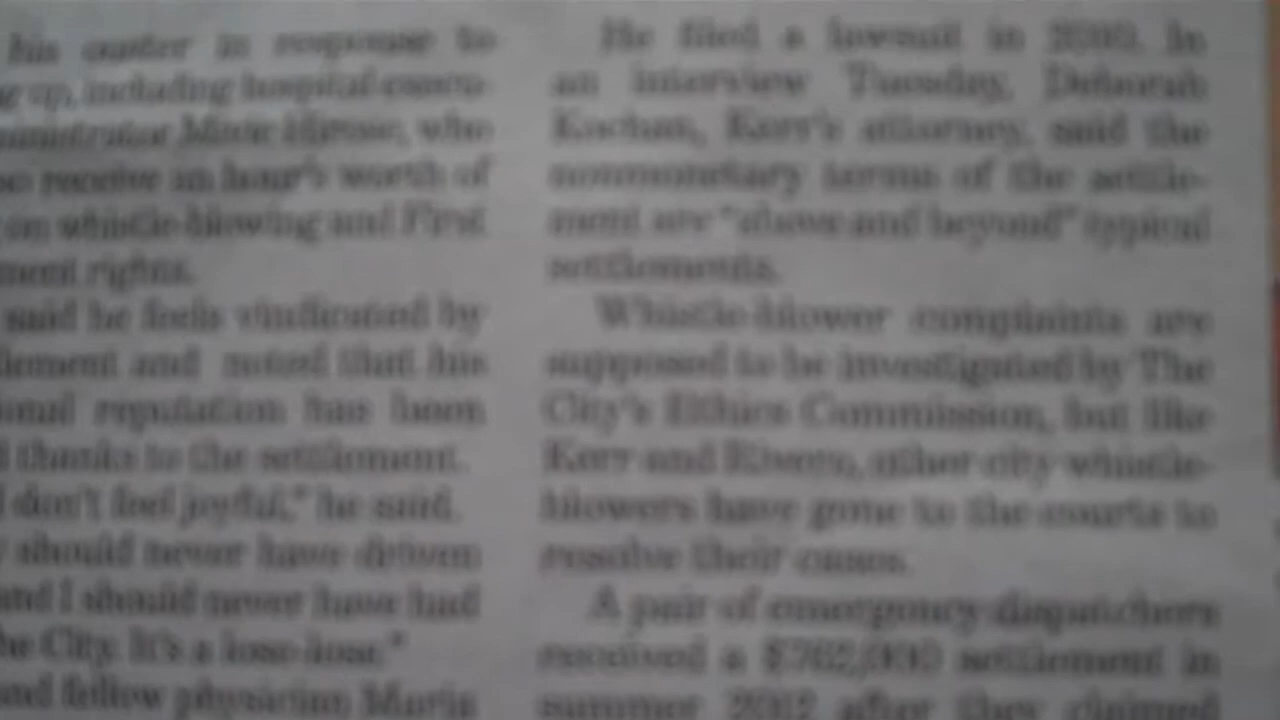 his ouster in response to
up, including hospital execu-
who
receive an hour's worth of
on whistle-blowing and First
ment rights.
said he feels vindicated by
lement and noted that his
onal reputation has been
thanks to the settlement.
don't feel joyful," he said.
should never have driven
and I should never have had
he City. It's a lose-lose."
and fellow physician Maria
He filed a lawsuit in 2010. In
an interview Tuesday, Deborah
Kochan, Kerr's attorney, said the
nonmonetary terms of the settle-
ment are "above and beyond" typical
settlements.
Whistle-blower complaints are
supposed to be investigated by The
City's Ethics Commission, but like
Kerr and Rivero, other city whistle-
blowers have gone to the courts to
resolve their cases.
A pair of emergency dispatchers
received a settlement in
summer 2012 after they claimed